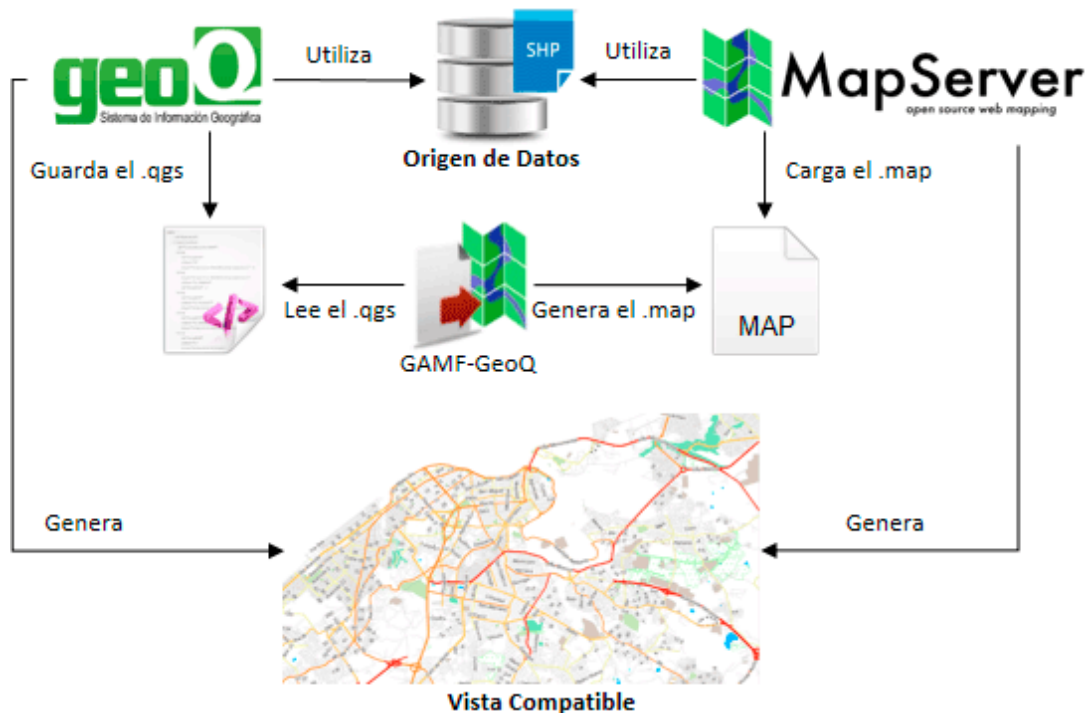 geoQ
Sistema de Información Geográfica
Utiliza
SHP
Utiliza
MapServer
open source web mapping
Origen de Datos
Guarda el .qgs
Carga el .map
Lee el .qgs
Genera el .map
MAP
GAMF-GeoQ
Genera
Genera
Vista Compatible